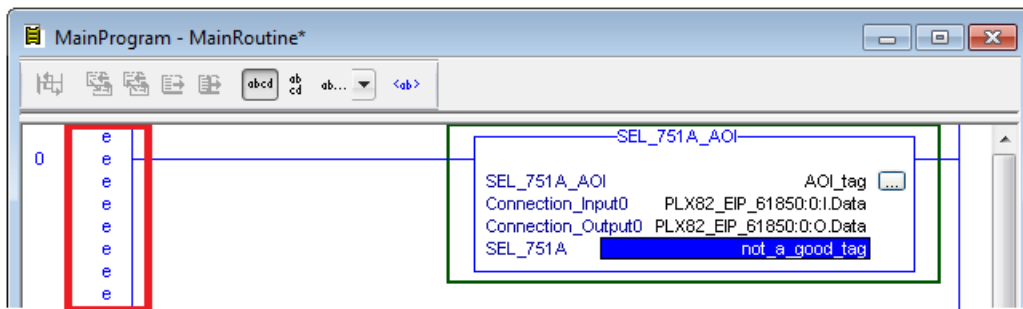 MainProgram - MainRoutine*
abcd ab cd ab... <ab>
e
0 e
e
e
e
e
e
e
SEL_751A_AOI
SEL_751A_AOI AOI_tag ...
Connection_Input0 PLX82_EIP_61850:0:I.Data
Connection_Output0 PLX82_EIP_61850:0:O.Data
SEL_751A not_a_good_tag